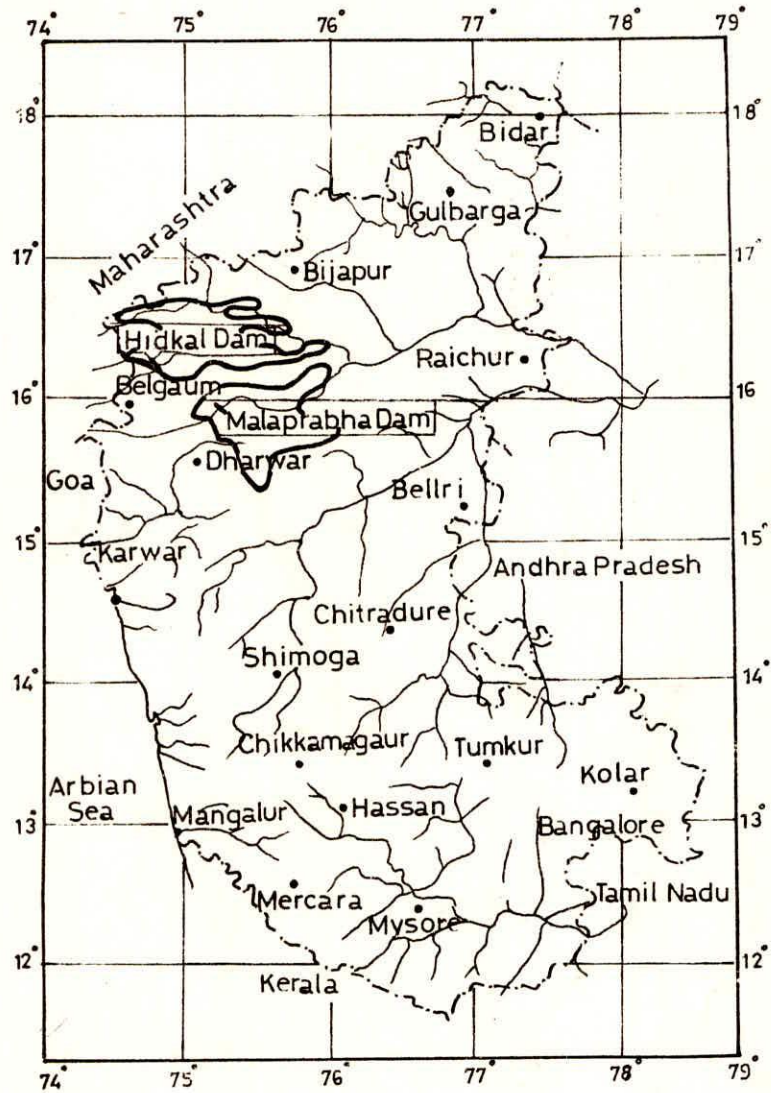 74° 75° 76° 77° 78° 79°
18° 18°
Bidar
Gulbarga
Maharashtra
17° 17°
Bijapur
Hidkal Dam
Raichur
Belgaum
16° 16°
Malaprabha Dam
Dharwar
Goa
Bellri
15° 15°
Karwar
Andhra Pradesh
Chitradure
Shimoga
14° 14°
Chikkamagaur Tumkur
Kolar
Arbian
Sea
Mangalur
Hassan
13° 13°
Bangalore
Mercara
Tamil Nadu
Mysore
12° 12°
Kerala
74° 75° 76° 77° 78° 79°